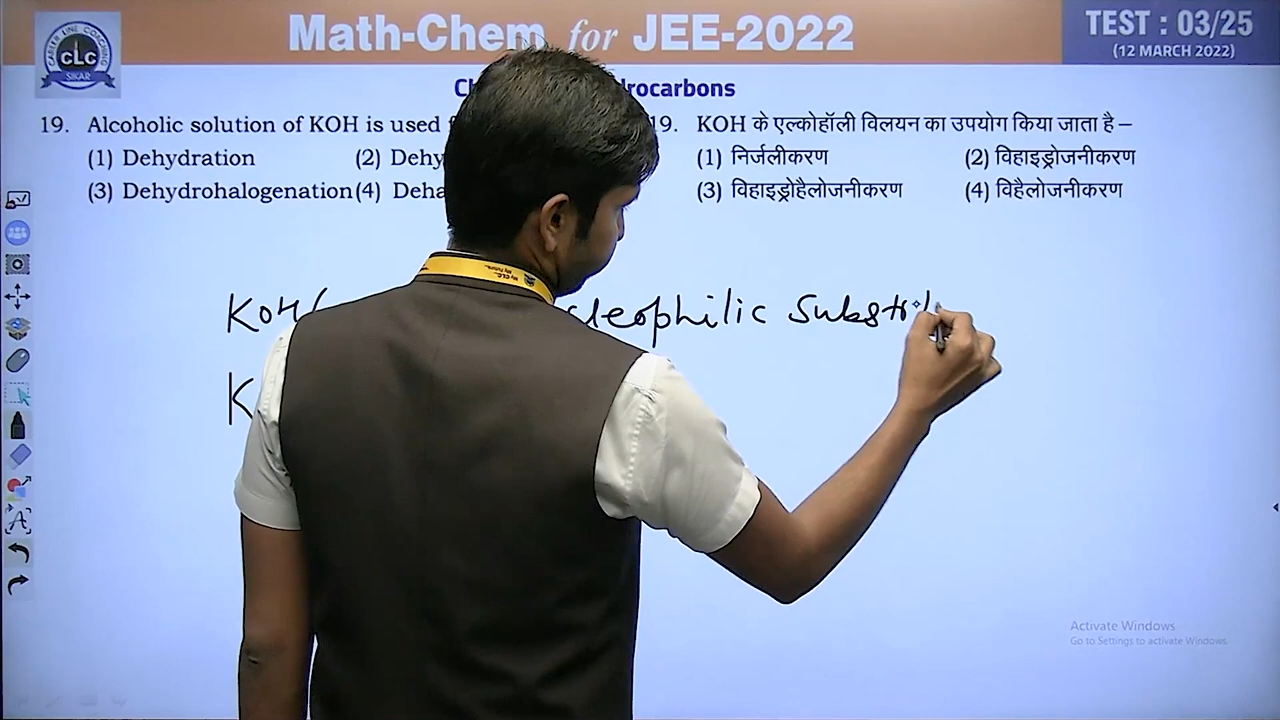 Math-Chem for JEE-2022
TEST : 03/25
(12 MARCH 2022)
CAREER LINE COACHING
CLC
SIKAR
rocarbons
19. Alcoholic solution of KOH is used
(1) Dehydration (2) Dehy
(3) Dehydrohalogenation (4) Deha
19. KOH के एल्कोहॉली विलयन का उपयोग किया जाता है –
(1) निर्जलीकरण (2) विहाइड्रोजनीकरण
(3) विहाइड्रोहैलोजनीकरण (4) विहैलोजनीकरण
KOH( cleophilic Substi
K
Activate Windows
Go to Settings to activate Windows.